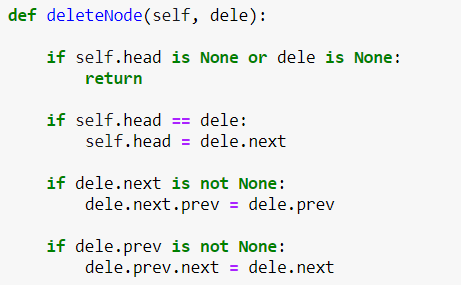 def deleteNode(self, dele):
    if self.head is None or dele is None:
        return
    if self.head == dele:
        self.head = dele.next
    if dele.next is not None:
        dele.next.prev = dele.prev
    if dele.prev is not None:
        dele.prev.next = dele.next